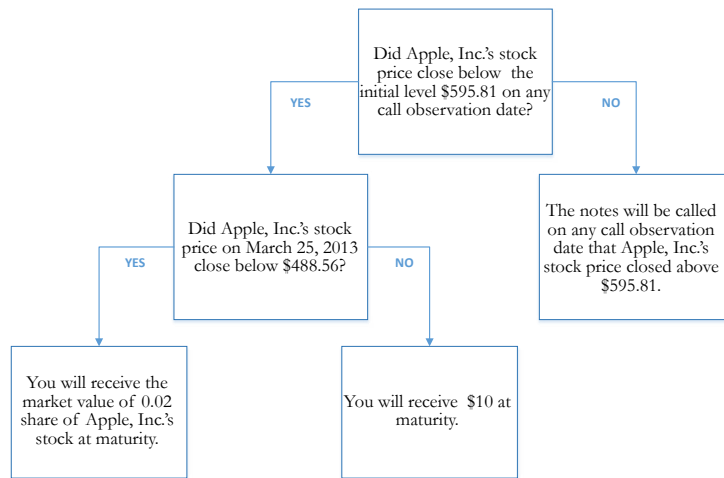 Did Apple, Inc.'s stock
price close below the
initial level $595.81 on any
call observation date?
YES
NO
Did Apple, Inc.'s stock
price on March 25, 2013
close below $488.56?
The notes will be called
on any call observation
date that Apple, Inc.'s
stock price closed above
$595.81.
YES
NO
You will receive the
market value of 0.02
share of Apple, Inc.'s
stock at maturity.
You will receive $10 at
maturity.